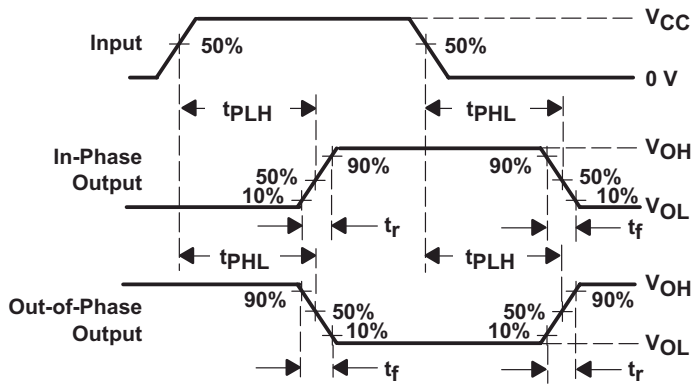 VCC
Input
50%
50%
0 V
tPLH
tPHL
In-Phase
Output
VOH
90%
90%
50%
50%
10%
10%
VOL
tr
tf
tPHL
tPLH
Out-of-Phase
Output
VOH
90%
90%
50%
50%
10%
10%
VOL
tf
tr